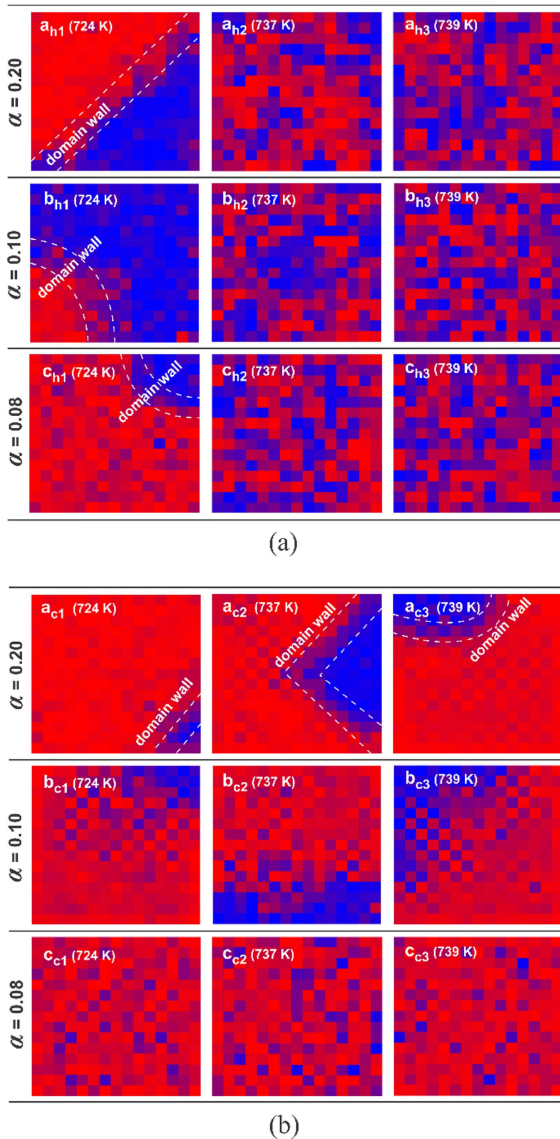 α = 0.20
a_h1 (724 K)
domain wall
a_h2 (737 K)
a_h3 (739 K)
α = 0.10
b_h1 (724 K)
domain wall
b_h2 (737 K)
b_h3 (739 K)
α = 0.08
c_h1 (724 K)
domain wall
c_h2 (737 K)
c_h3 (739 K)
(a)
α = 0.20
a_c1 (724 K)
domain wall
a_c2 (737 K)
domain wall
a_c3 (739 K)
domain wall
α = 0.10
b_c1 (724 K)
b_c2 (737 K)
b_c3 (739 K)
α = 0.08
c_c1 (724 K)
c_c2 (737 K)
c_c3 (739 K)
(b)